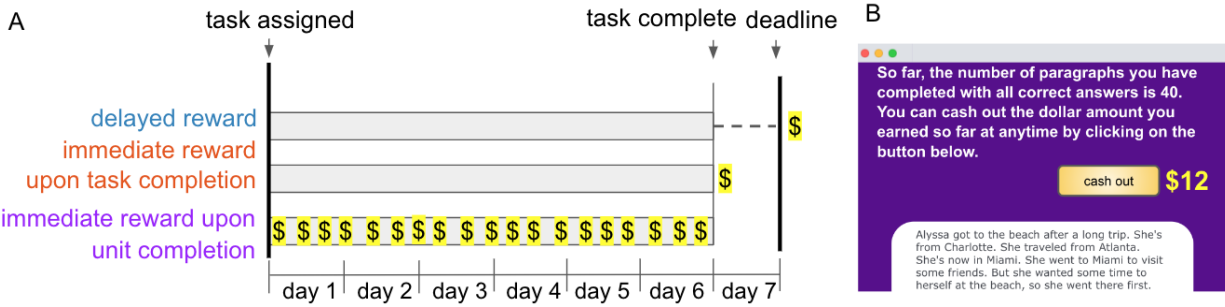 A
task assigned
task complete
deadline
delayed reward
$
immediate reward
upon task completion
$
immediate reward upon
unit completion
$ $ $ $ $ $ $ $ $ $ $ $ $ $ $ $ $ $
day 1
day 2
day 3
day 4
day 5
day 6
day 7
B
So far, the number of paragraphs you have
completed with all correct answers is 40.
You can cash out the dollar amount you
earned so far at anytime by clicking on the
button below.
cash out
$12
Alyssa got to the beach after a long trip. She's
from Charlotte. She traveled from Atlanta.
She's now in Miami. She went to Miami to visit
some friends. But she wanted some time to
herself at the beach, so she went there first.